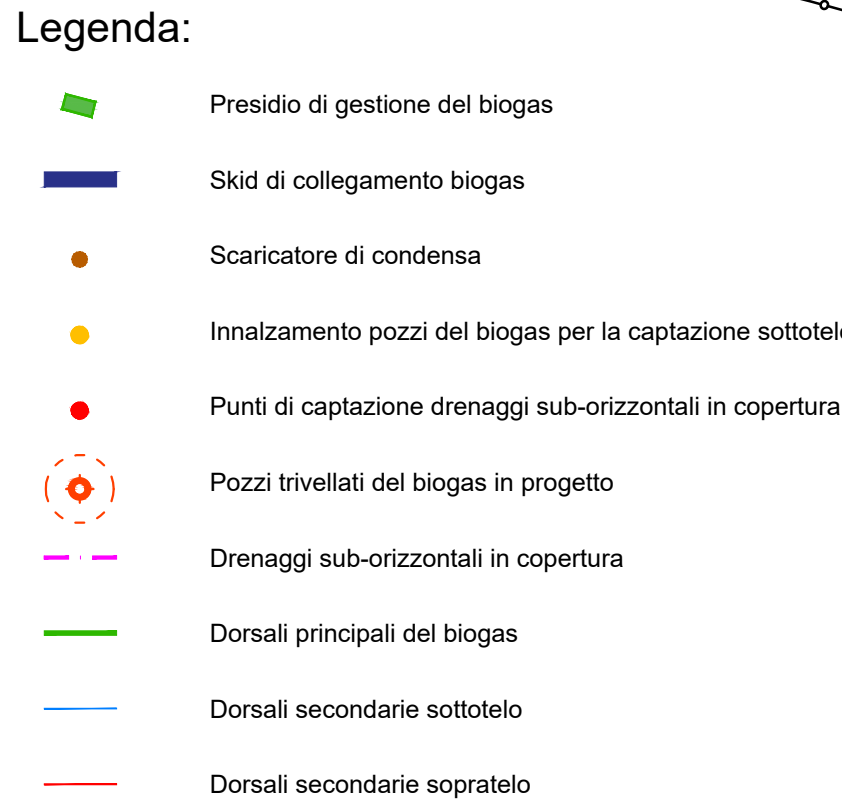 Legenda:
Presidio di gestione del biogas
Skid di collegamento biogas
Scaricatore di condensa
Innalzamento pozzi del biogas per la captazione
Punti di captazione drenaggi sub-orizzontali in copertura
Pozzi trivellati del biogas in progetto
Drenaggi sub-orizzontali in copertura
Dorsali principali del biogas
Dorsali secondarie sottotelo
Dorsali secondarie sopratelo